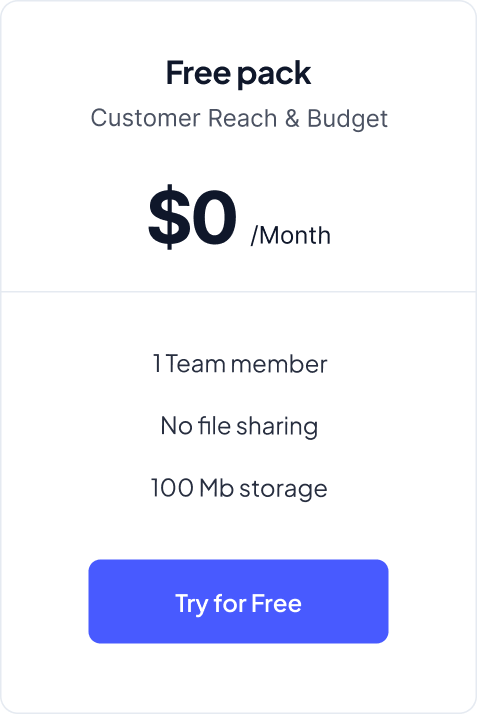 Free pack
Customer Reach & Budget
$0 /Month
1 Team member
No file sharing
100 Mb storage
Try for Free